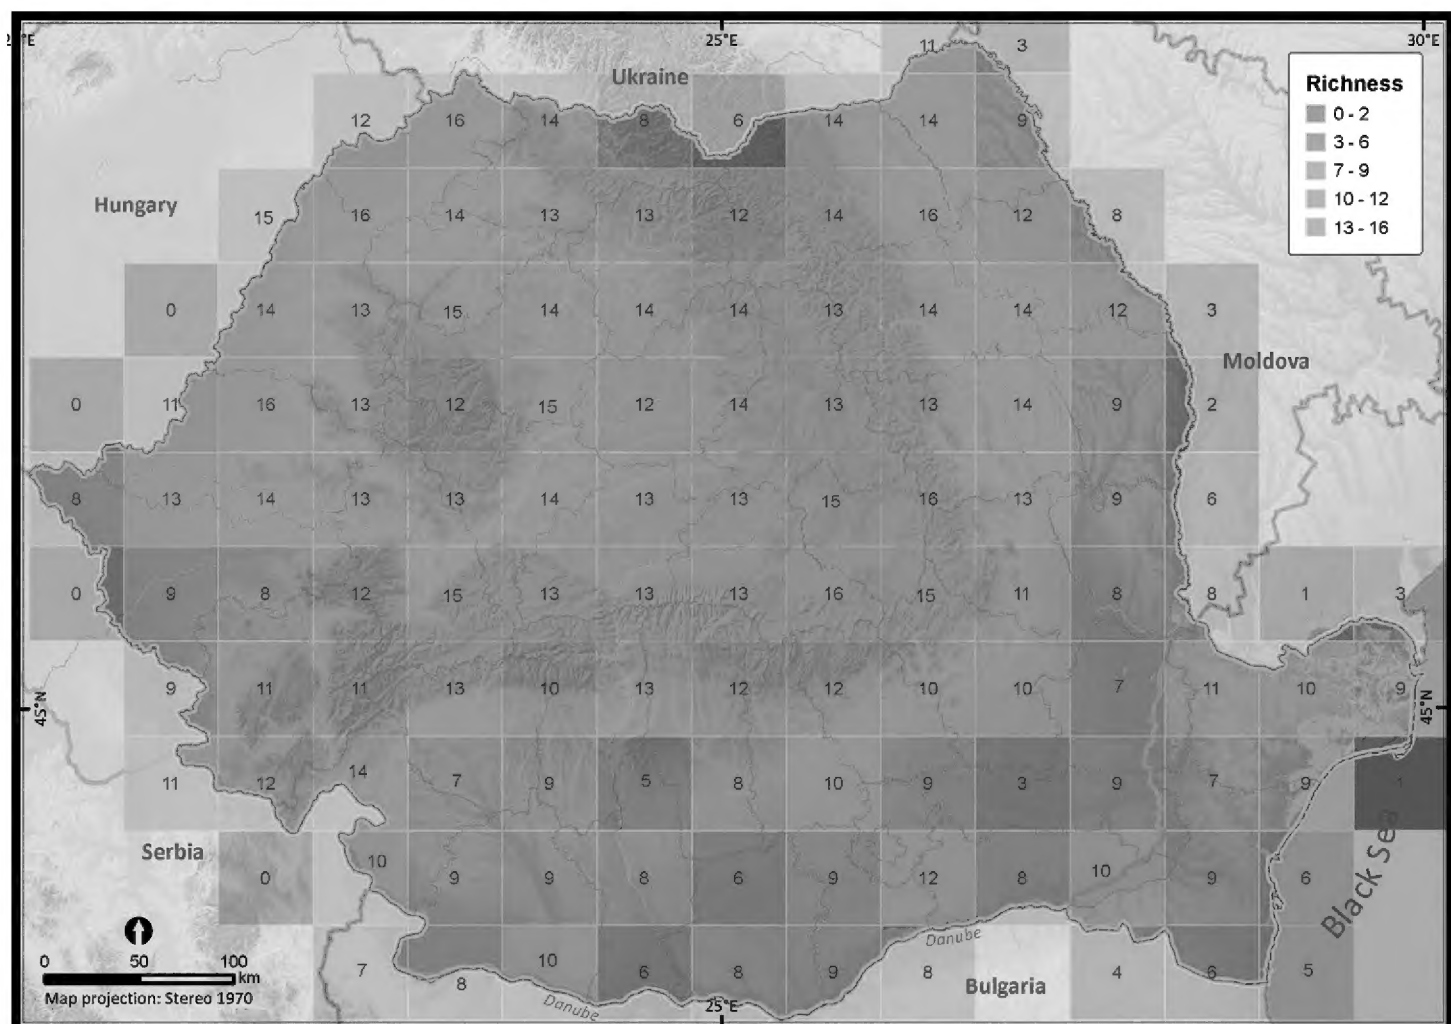 25°E
30°E
11 3
Ukraine
Richness
0 - 2
3 - 6
7 - 9
10 - 12
13 - 16
12 16 14 8 6 14 14 9
Hungary
15 16 14 13 13 12 14 16 12 8
0 14 13 15 14 14 14 13 14 14 12 3
Moldova
0 11 16 13 12 15 12 14 13 13 14 9 2
8 13 14 13 13 14 13 13 15 16 13 9 6
0 9 8 12 15 13 13 13 16 15 11 8 8 1 3
9 11 11 13 10 13 12 12 10 10 7 11 10 9
45°N
45°N
11 12 14 7 9 5 8 10 9 3 9 7 9 1
Serbia
0 10 9 9 8 6 9 12 8 10 9 6
Black Sea
7 8 10 6 8 9 8 4 6 5
Danube
Bulgaria
0 50 100
km
Map projection: Stereo 1970
Danube
25°E